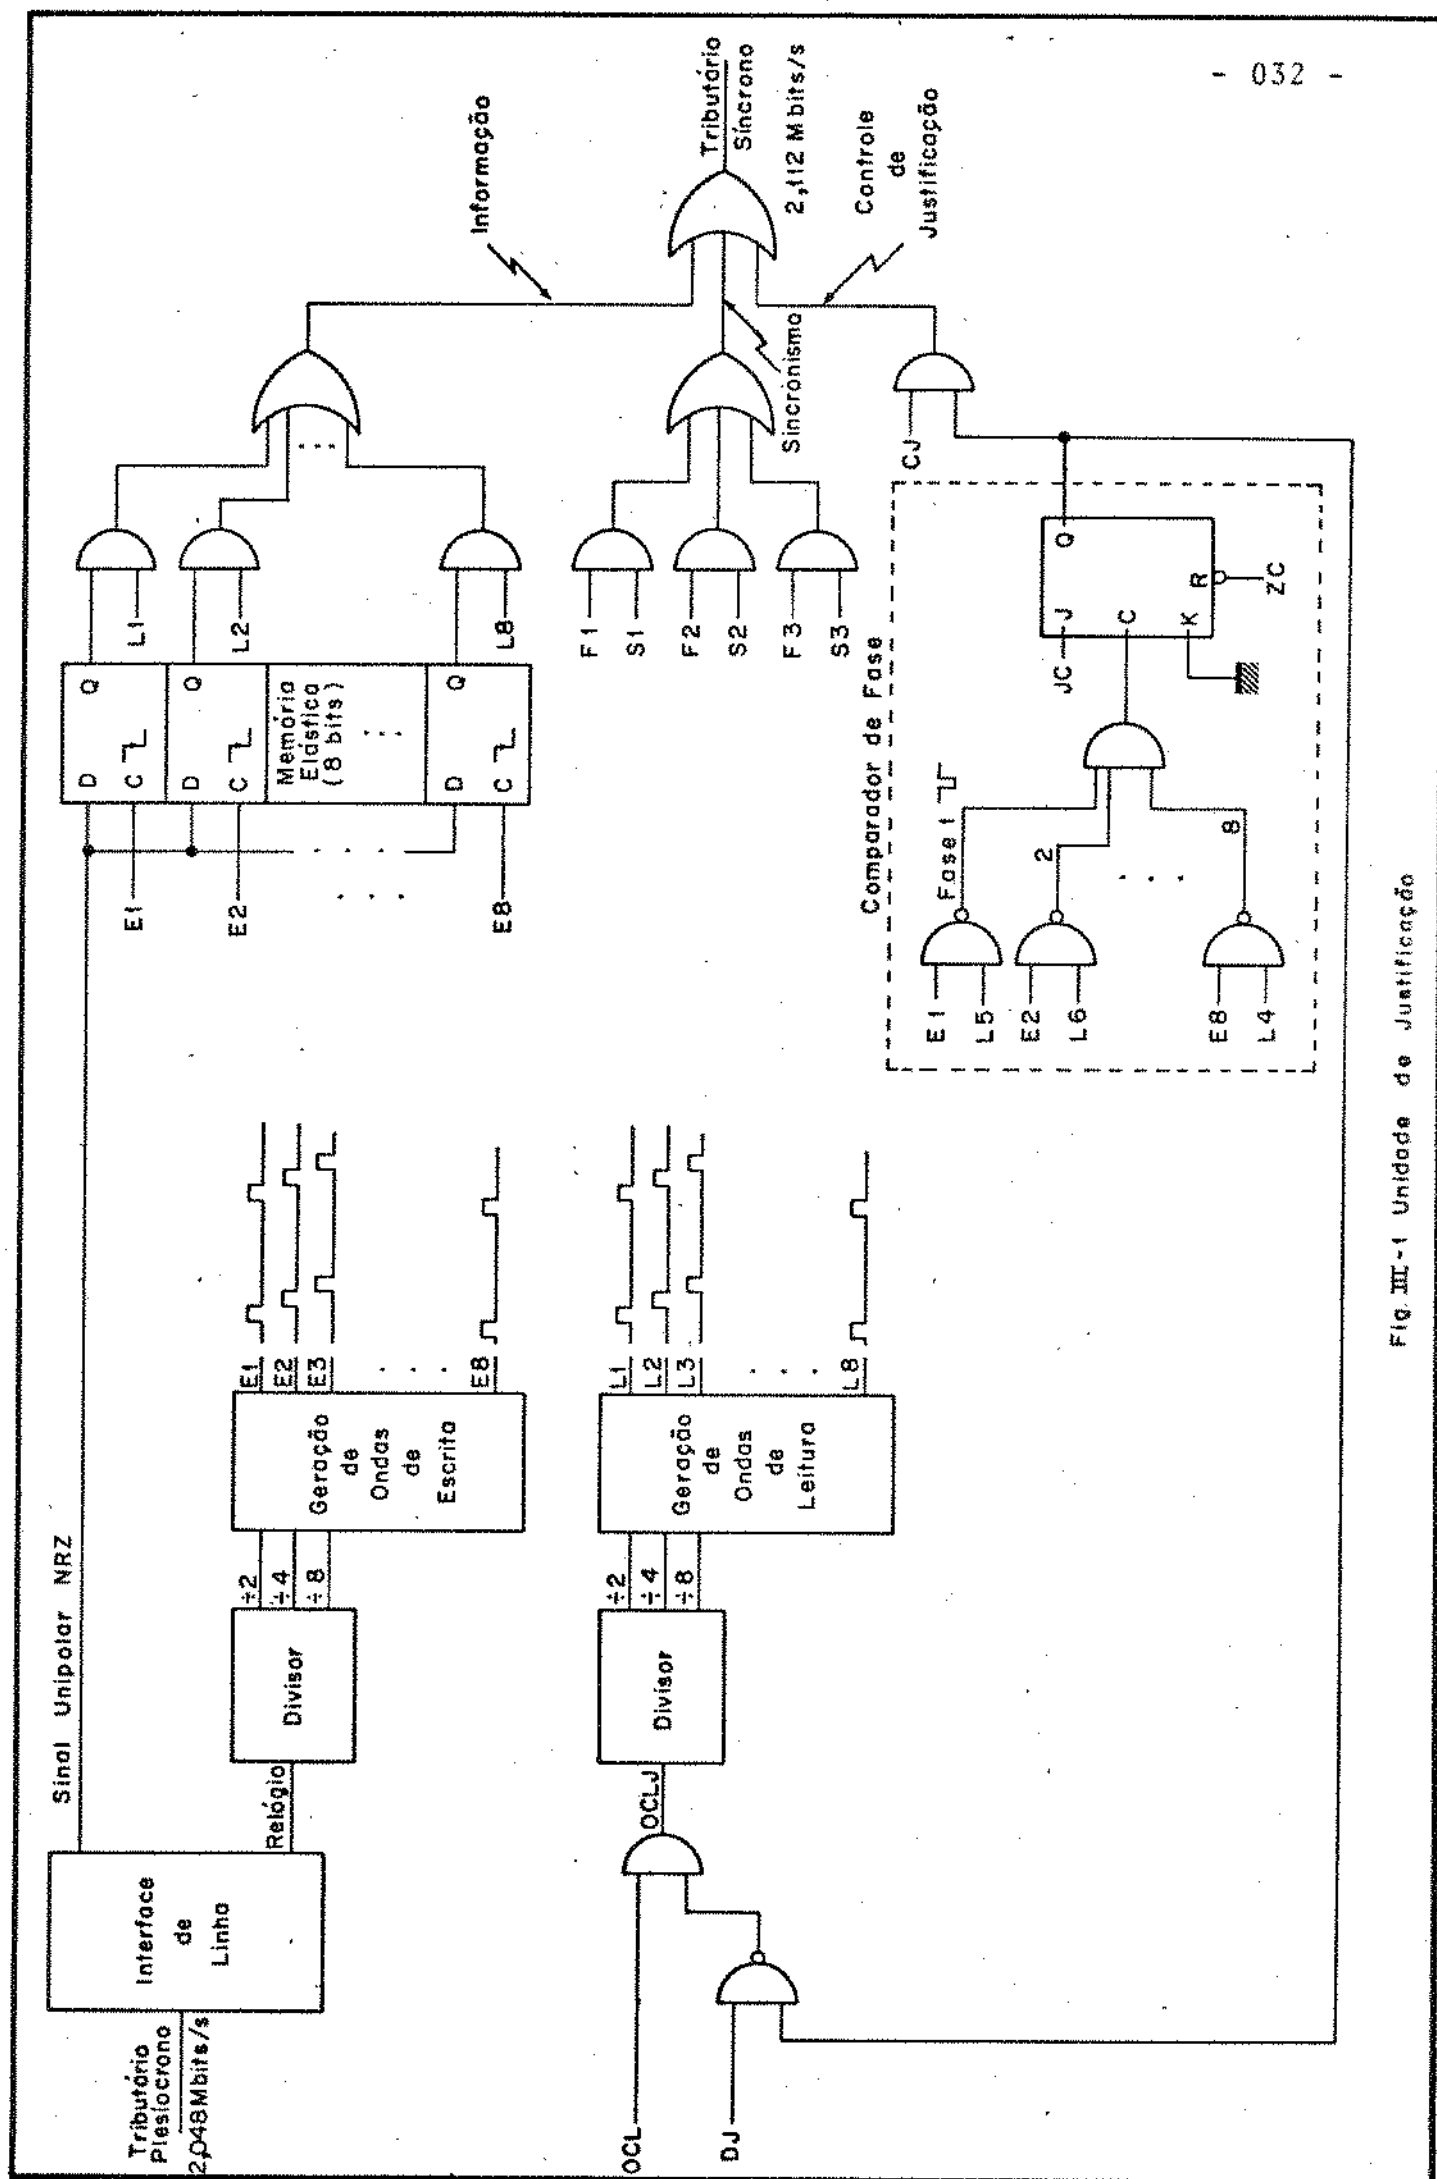 - 032 -
Tributário
Plesiocrono
2,048Mbits/s
Interface
de
Linha
Sinal Unipolar NRZ
Relógio
Divisor
÷2
÷4
÷8
Geração
de
Ondas
de
Escrita
E1
E2
E3
E8
OCL
DJ
OCLJ
Divisor
÷2
÷4
÷8
Geração
de
Ondas
de
Leitura
L1
L2
L3
L8
E1
E2
E8
D Q
C
D Q
C
Memória
Elástica
(8 bits)
D Q
C
L1
L2
L8
F1
S1
F2
S2
F3
S3
Informação
Sincronismo
Tributário
Síncrono
2,112 Mbits/s
Controle
de
Justificação
CJ
Comparador de Fase
E1
L5
E2
L6
E8
L4
Fase 1
2
8
JC
J Q
C
K R
ZC
Fig. III-1 Unidade de Justificação